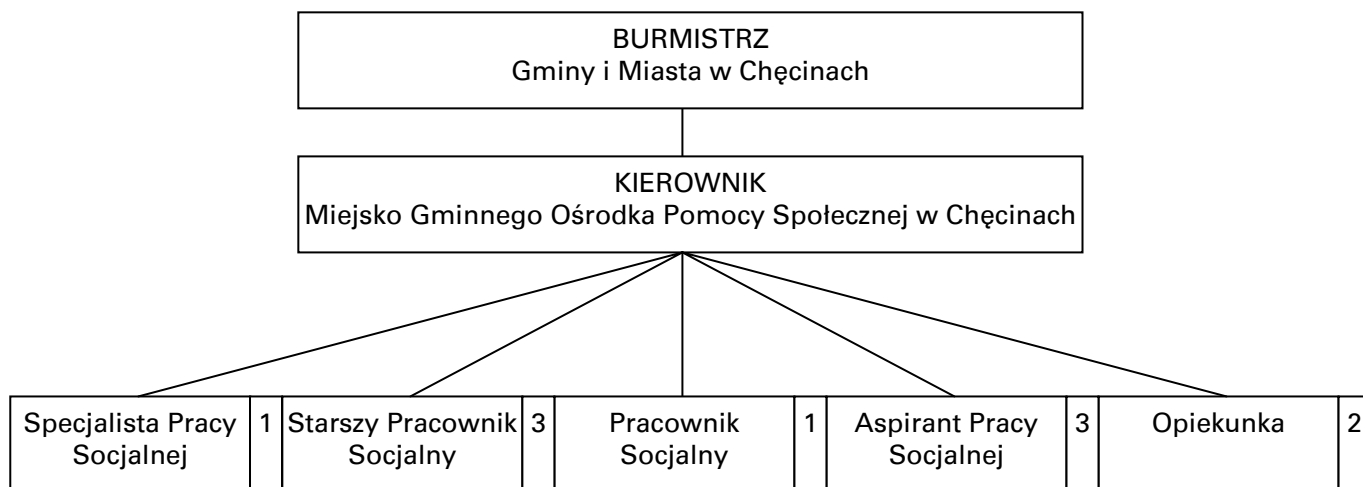 BURMISTRZ
Gminy i Miasta w Chęcinach
KIEROWNIK
Miejsko Gminnego Ośrodka Pomocy Społecznej w Chęcinach
Specjalista Pracy
Socjalnej
1
Starszy Pracownik
Socjalny
3
Pracownik
Socjalny
1
Aspirant Pracy
Socjalnej
3
Opiekunka
2